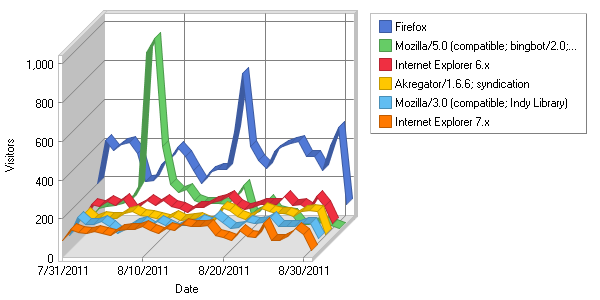 1,000
800
600
400
200
0
Visitors
7/31/2011 8/10/2011 8/20/2011 8/30/2011
Date
Firefox
Mozilla/5.0 (compatible; bingbot/2.0;...
Internet Explorer 6.x
Akregator/1.6.6; syndication
Mozilla/3.0 (compatible; Indy Library)
Internet Explorer 7.x